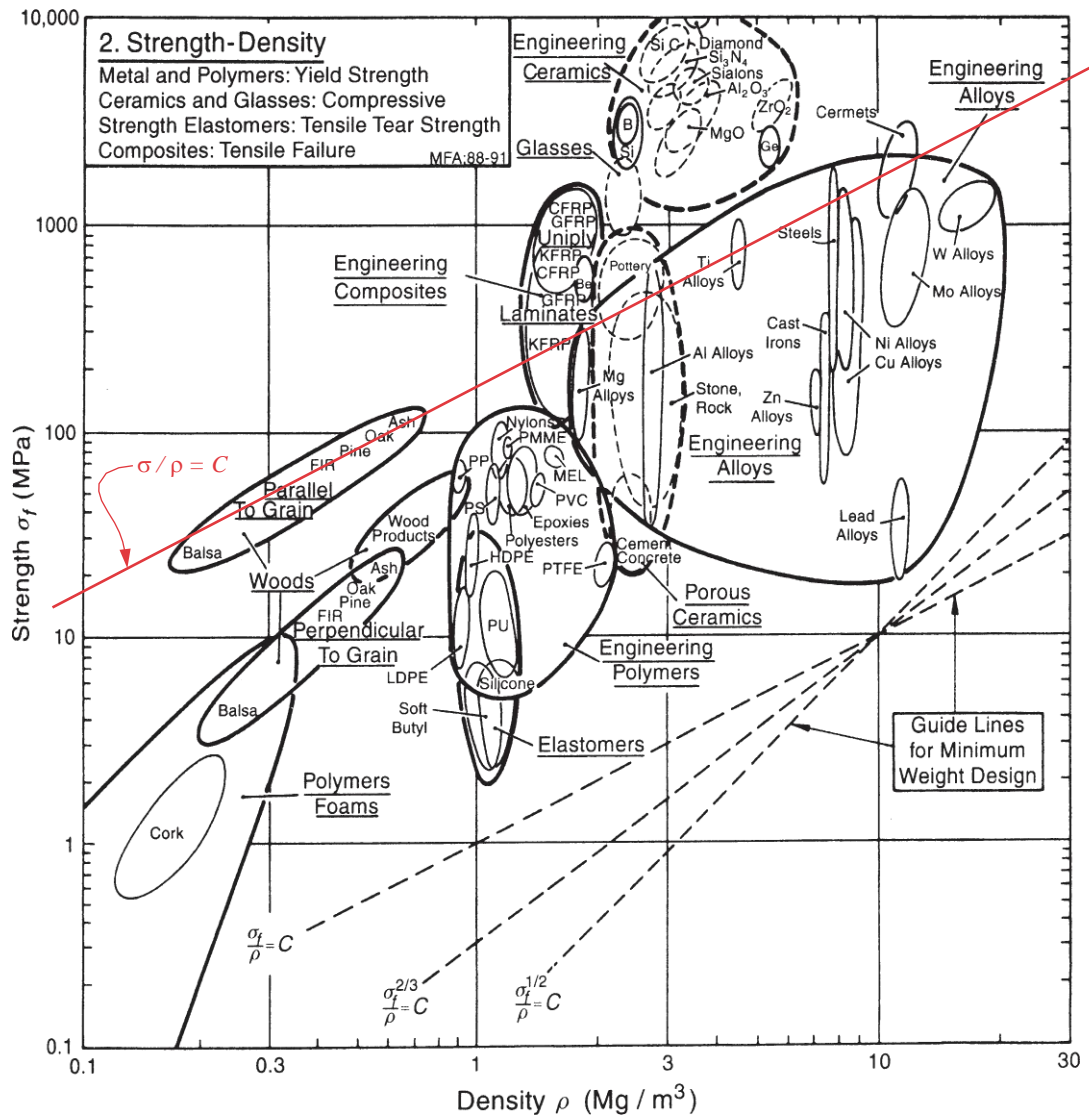 2. Strength-Density
Metal and Polymers: Yield Strength
Ceramics and Glasses: Compressive
Strength Elastomers: Tensile Tear Strength
Composites: Tensile Failure
MFA:88-91
10,000
1000
100
10
1
0.1
Strength σf (MPa)
0.1
0.3
1
3
10
30
Density ρ (Mg / m³)
Engineering
Ceramics
Si C
Diamond
Si₃N₄
Sialons
Al₂O₃
ZrO₂
MgO
B
Si
Ge
Glasses
Cermets
Engineering
Alloys
CFRP
GFRP
Uniply
KFRP
CFRP
Be
GFRP
Laminates
KFRP
Engineering
Composites
Pottery
Ti
Alloys
Steels
W Alloys
Mo Alloys
Cast
Irons
Ni Alloys
Cu Alloys
Al Alloys
Mg
Alloys
Stone,
Rock
Zn
Alloys
Engineering
Alloys
Lead
Alloys
σ/ρ = C
Ash
Oak
Pine
FIR
Parallel
To Grain
Balsa
Wood
Products
Woods
Ash
Oak
Pine
FIR
Perpendicular
To Grain
Balsa
Nylons
PMME
PP
MEL
PS
PVC
Epoxies
Polyesters
HDPE
PTFE
Cement
Concrete
Porous
Ceramics
PU
LDPE
Engineering
Polymers
Silicone
Soft
Butyl
Elastomers
Polymers
Foams
Cork
Guide Lines
for Minimum
Weight Design
σf/ρ = C
σf^2/3/ρ = C
σf^1/2/ρ = C